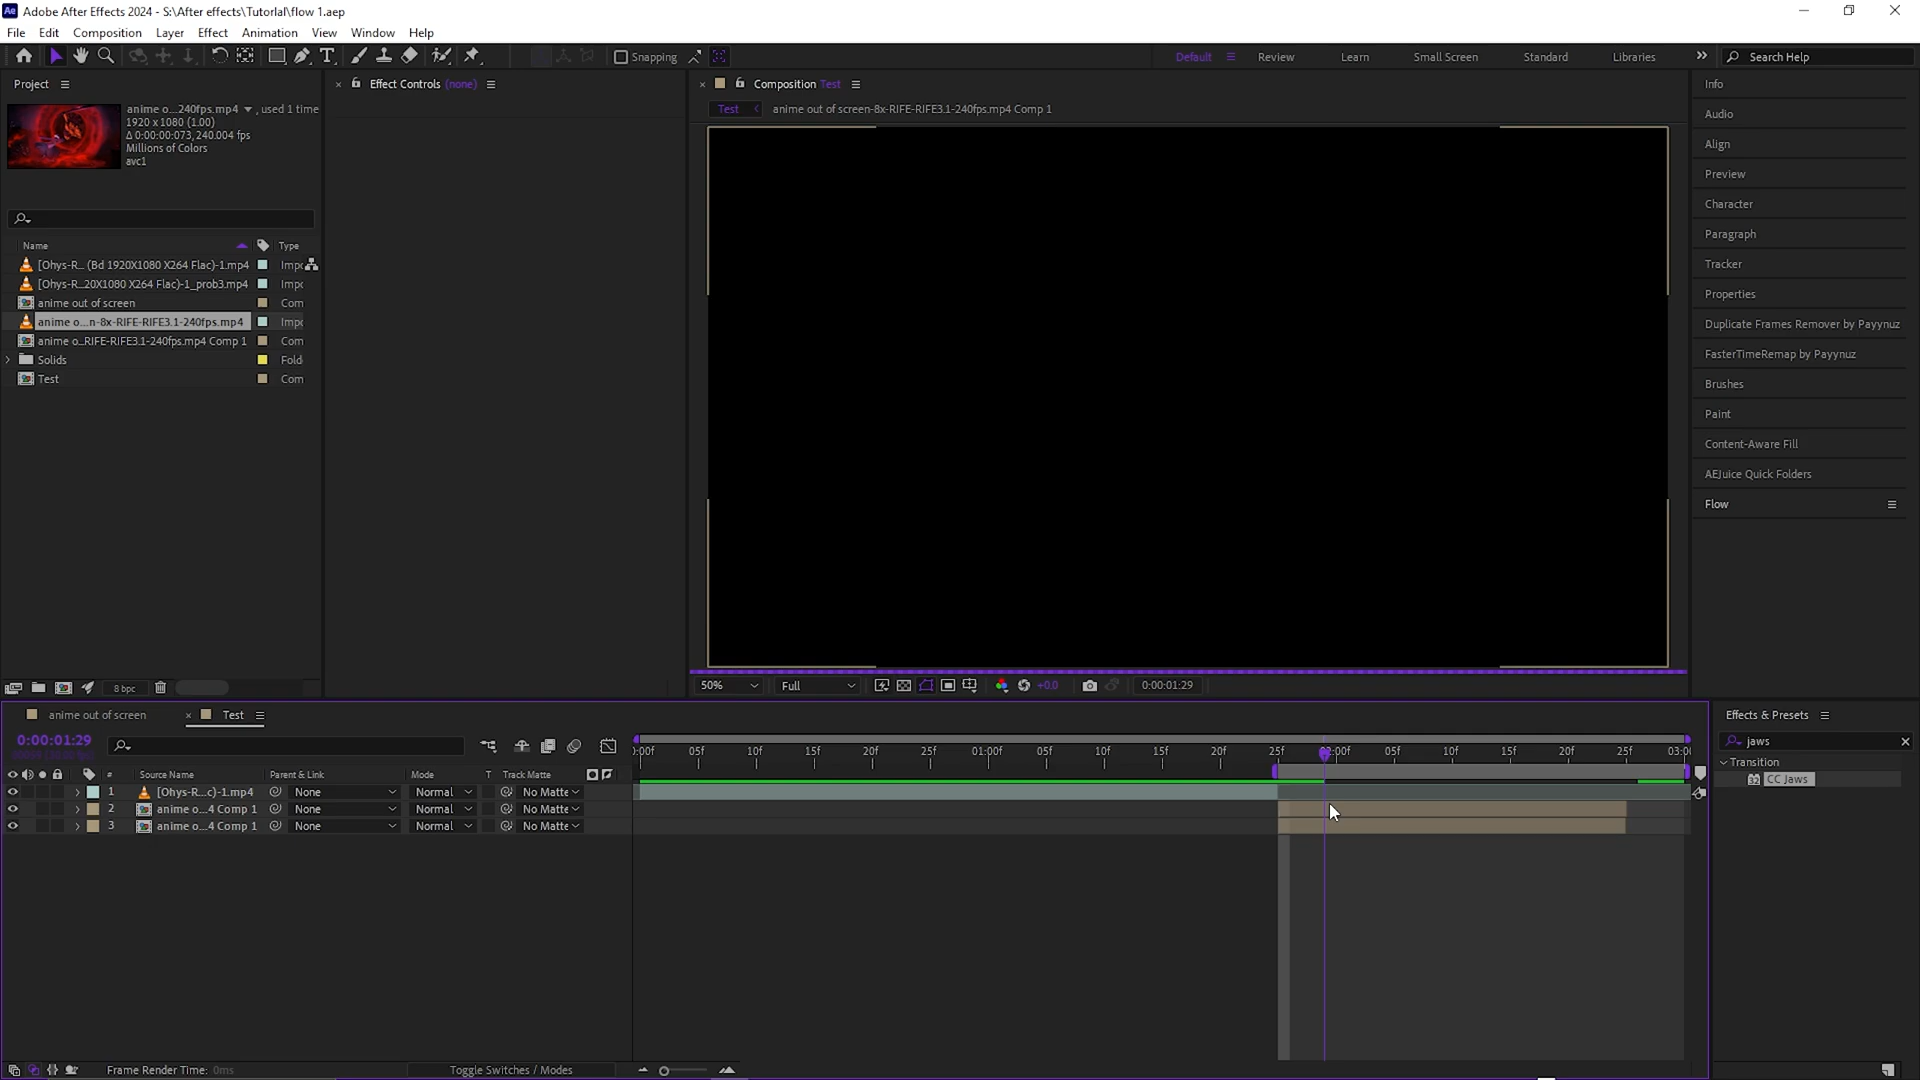 Adobe After Effects 2024 - S:\After effects\Tutorial\flow 1.aep
File Edit Composition Layer Effect Animation View Window Help
Snapping Default Review Learn Small Screen Standard Libraries Search Help
Project
anime o...240fps.mp4 , used 1 time
1920 x 1080 (1.00)
Δ 0:00:00:073, 240.004 fps
Millions of Colors
avc1
Name Type
[Ohys-R... (Bd 1920X1080 X264 Flac)-1.mp4 Impo
[Ohys-R...20X1080 X264 Flac)-1_prob3.mp4 Impo
anime out of screen Com
anime o...n-8x-RIFE-RIFE3.1-240fps.mp4 Impo
anime o...RIFE-RIFE3.1-240fps.mp4 Comp 1 Com
Solids Fold
Test Com
8 bpc
Effect Controls (none)
Composition Test
Test anime out of screen-8x-RIFE-RIFE3.1-240fps.mp4 Comp 1
50% Full +0.0 0:00:01:29
Info
Audio
Align
Preview
Character
Paragraph
Tracker
Properties
Duplicate Frames Remover by Payynuz
FasterTimeRemap by Payynuz
Brushes
Paint
Content-Aware Fill
AEJuice Quick Folders
Flow
anime out of screen Test
0:00:01:29
):00f 05f 10f 15f 20f 25f 01:00f 05f 10f 15f 20f 25f 02:00f 05f 10f 15f 20f 25f 03:00
# Source Name Parent & Link Mode T Track Matte
1 [Ohys-R...c)-1.mp4 None Normal No Matte
2 anime o...4 Comp 1 None Normal No Matte
3 anime o...4 Comp 1 None Normal No Matte
Frame Render Time: 0ms Toggle Switches / Modes
Effects & Presets
jaws
Transition
32 CC Jaws